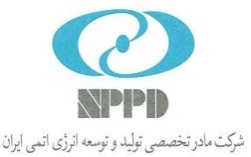 NPPD
شرکت مادر تخصصی تولید و توسعه انرژی اتمی ایران